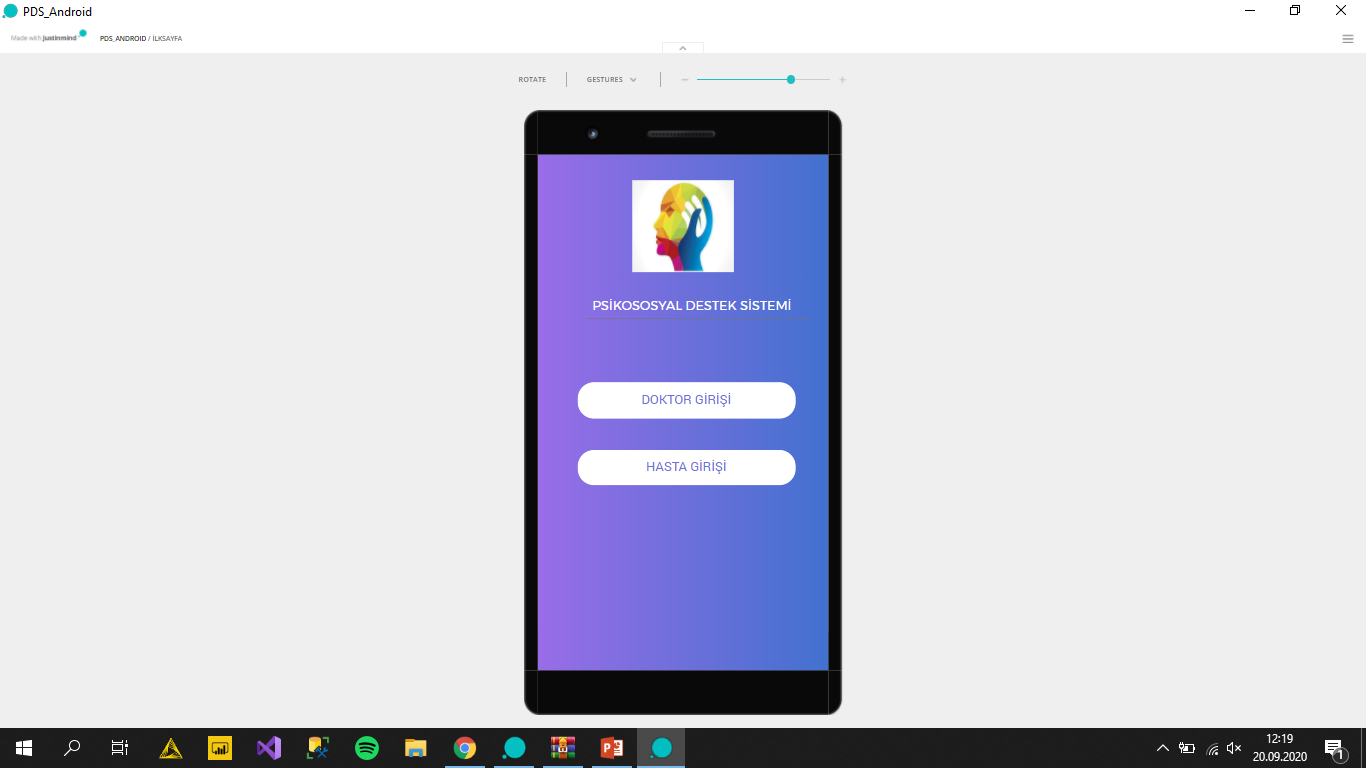 PDS_Android
Made with justinmind
PDS_ANDROID / İLKSAYFA
ROTATE
GESTURES
PSİKOSOSYAL DESTEK SİSTEMİ
DOKTOR GİRİŞİ
HASTA GİRİŞİ
12:19
20.09.2020
1